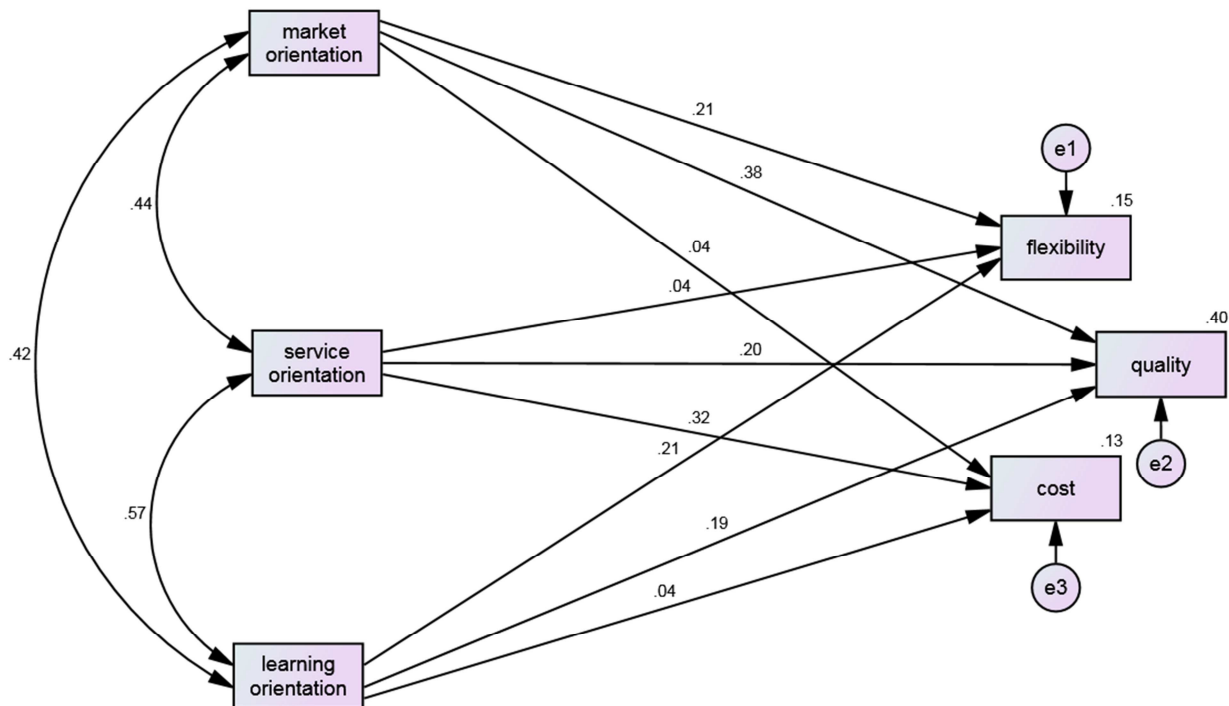 market
orientation
.21
e1
.38
.15
.44
flexibility
.04
.04
.40
.42
service
orientation
.20
quality
.32
.21
.13
e2
cost
.57
.19
e3
.04
learning
orientation